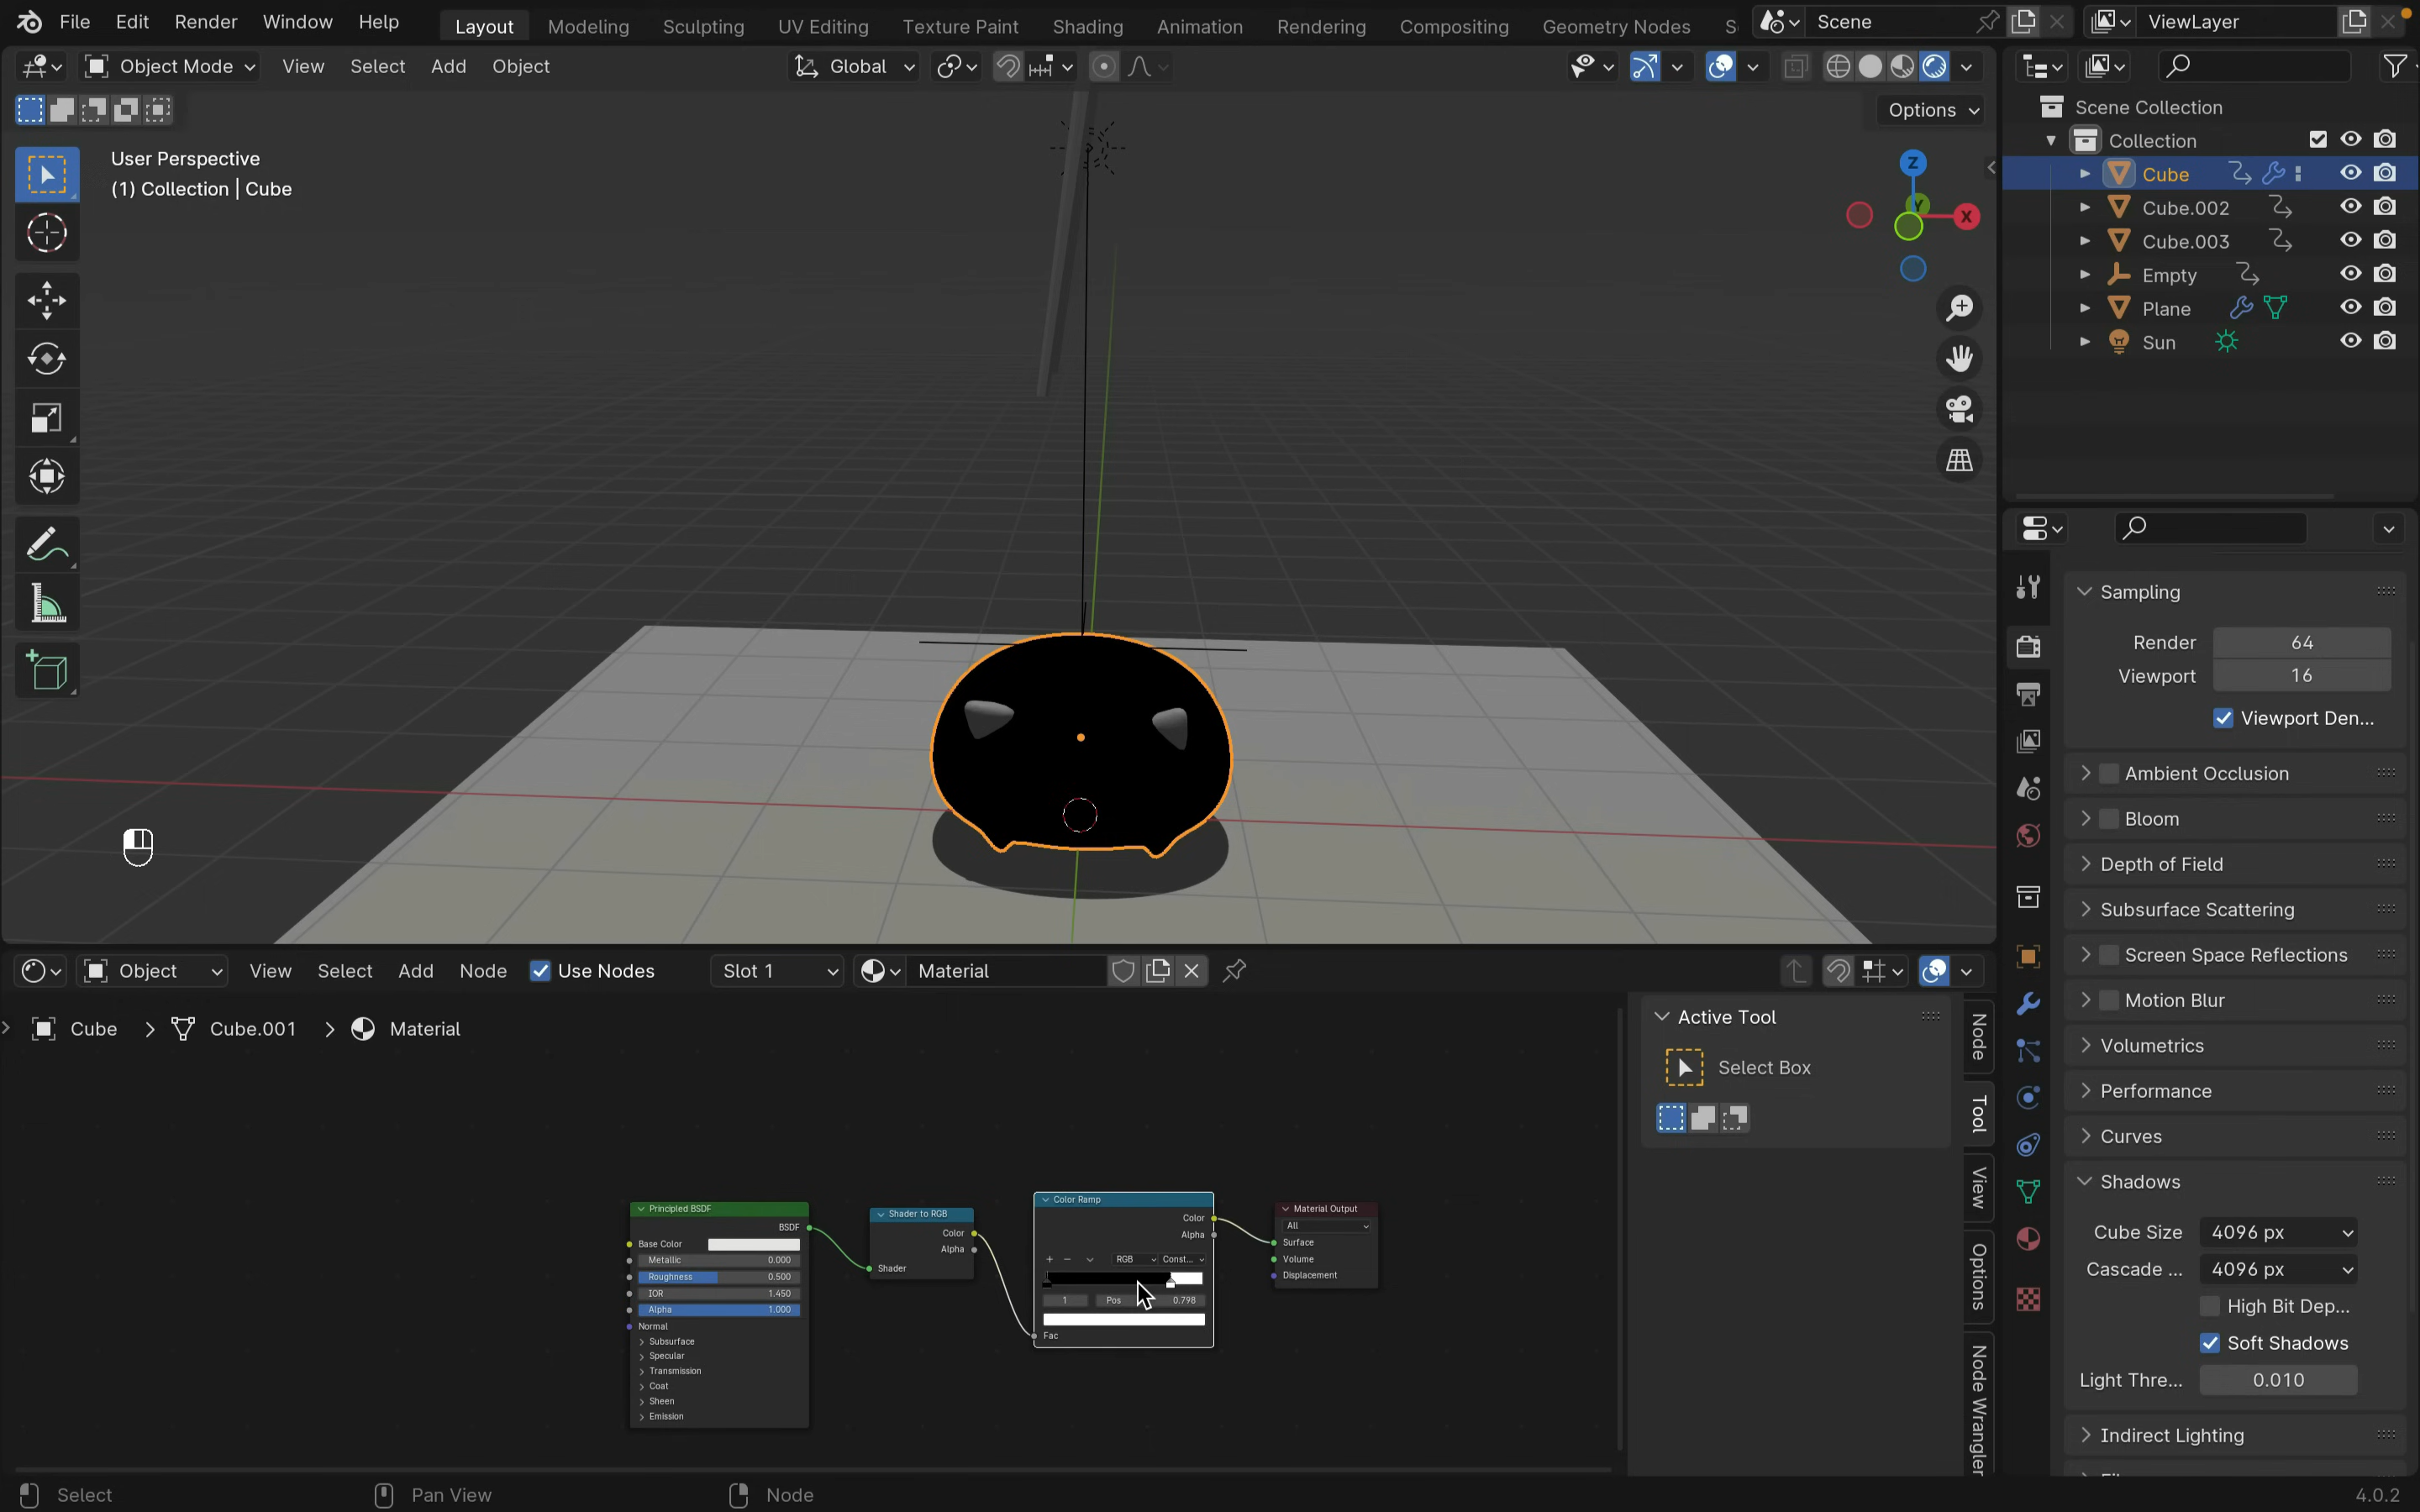 File Edit Render Window Help Layout Modeling Sculpting UV Editing Texture Paint Shading Animation Rendering Compositing Geometry Nodes Scene ViewLayer
Object Mode View Select Add Object Global
Options
User Perspective
(1) Collection | Cube
Z
Y
X
Scene Collection
Collection
Cube
Cube.002
Cube.003
Empty
Plane
Sun
Sampling
Render 64
Viewport 16
Viewport Den...
Ambient Occlusion
Bloom
Depth of Field
Subsurface Scattering
Screen Space Reflections
Motion Blur
Volumetrics
Performance
Curves
Shadows
Cube Size 4096 px
Cascade ... 4096 px
High Bit Dep...
Soft Shadows
Light Thre... 0.010
Indirect Lighting
Object View Select Add Node Use Nodes Slot 1 Material
Cube > Cube.001 > Material
Active Tool
Select Box
Node
Tool
View
Options
Node Wrangler
Principled BSDF
BSDF
Base Color
Metallic 0.000
Roughness 0.500
IOR 1.450
Alpha 1.000
Normal
Subsurface
Specular
Transmission
Coat
Sheen
Emission
Shader to RGB
Color
Alpha
Shader
Color Ramp
Color
Alpha
RGB Const...
1 Pos 0.798
Fac
Material Output
All
Surface
Volume
Displacement
Select Pan View Node 4.0.2